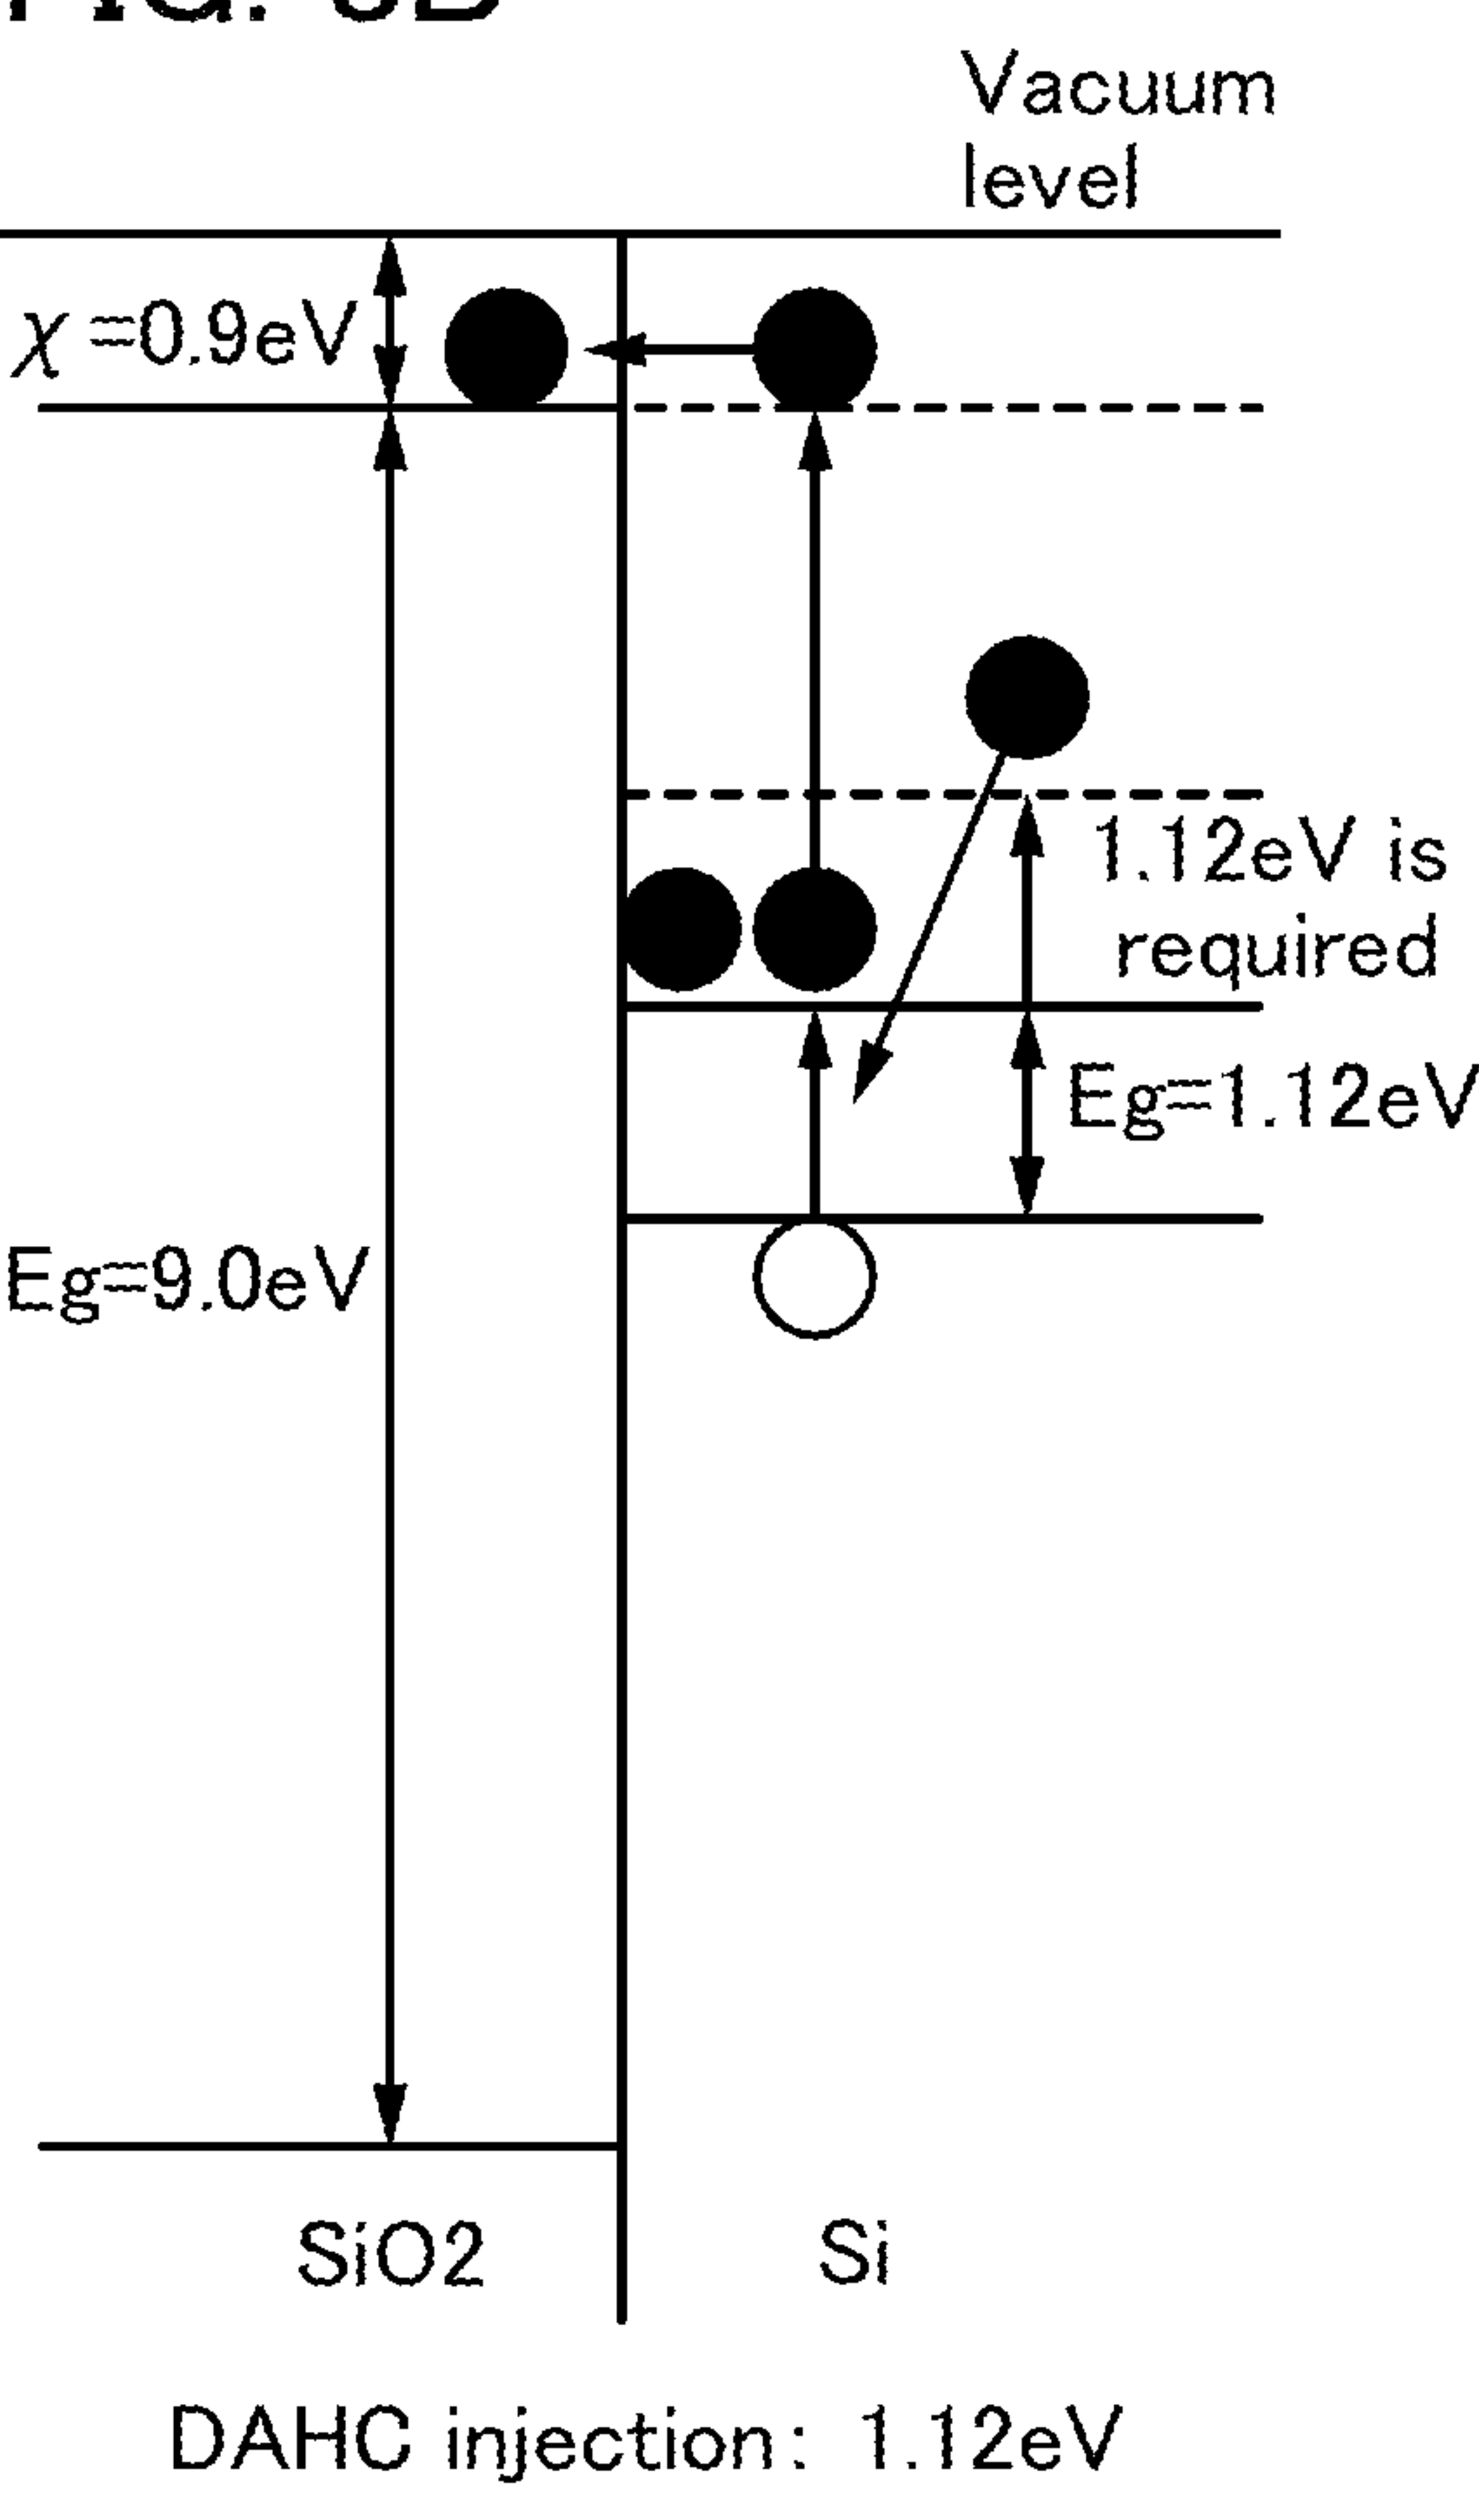 Vacuum
level
χ=0.9eV
1.12eV is
required
Eg=1.12eV
Eg=9.0eV
SiO2
Si
DAHC injection : 1.12eV